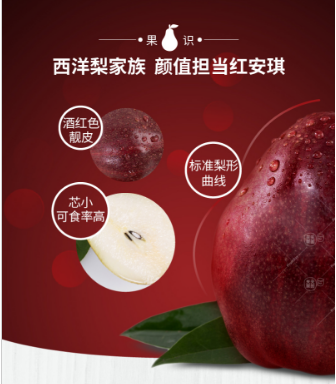 果 识
西洋梨家族 颜值担当红安琪
酒红色
靓皮
标准梨形
曲线
芯小
可食率高